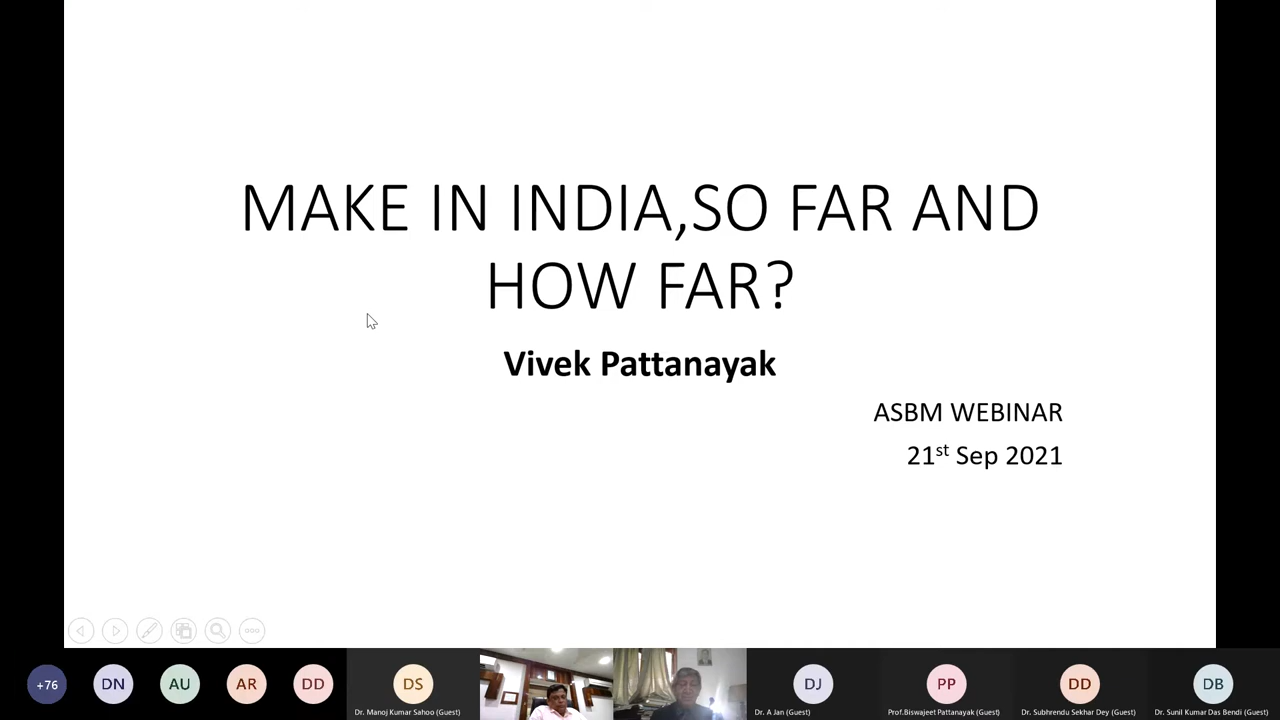 MAKE IN INDIA,SO FAR AND
HOW FAR?
Vivek Pattanayak
ASBM WEBINAR
21st Sep 2021
+76
DN
AU
AR
DD
DS
DJ
PP
DD
DB
Dr. Manoj Kumar Sahoo (Guest)
Dr. A Jan (Guest)
Prof.Biswajeet Pattanayak (Guest)
Dr. Subhrendu Sekhar Dey (Guest)
Dr. Sunil Kumar Das Bendi (Guest)